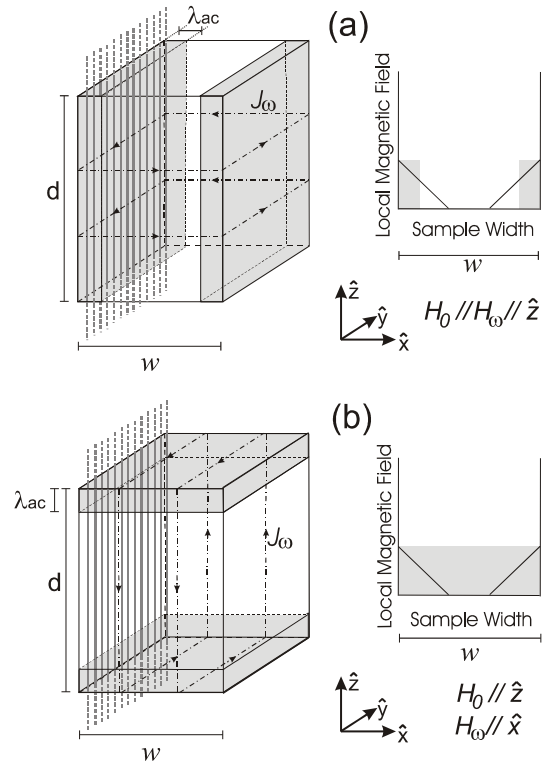 λac
(a)
Jω
d
w
Local Magnetic Field
Sample Width
w
ẑ
ŷ
x̂
H0 // Hω // ẑ
(b)
λac
Jω
d
w
Local Magnetic Field
Sample Width
w
ẑ
ŷ
x̂
H0 // ẑ
Hω // x̂